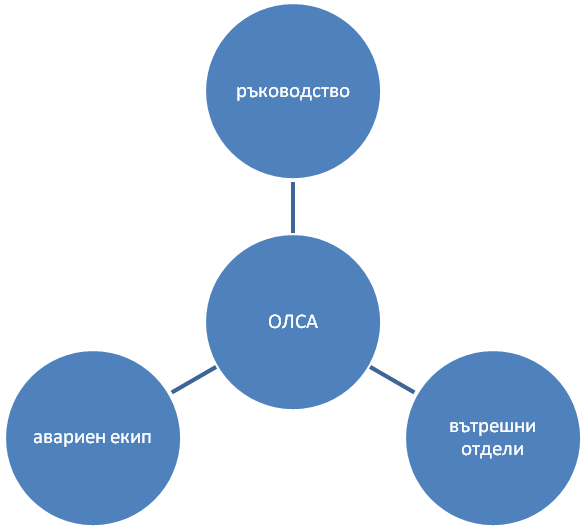 ръководство
ОЛСА
авариен екип
вътрешни
отдели